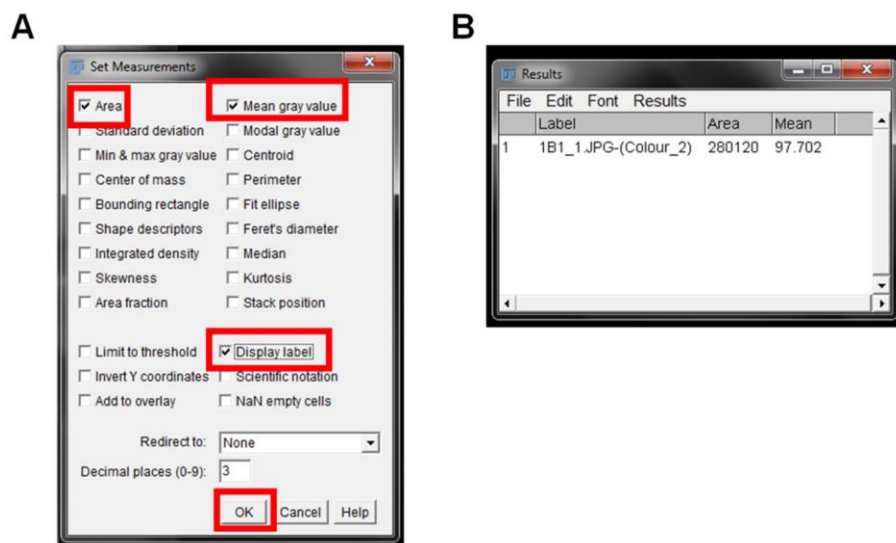 A
Set Measurements
Area Mean gray value
Standard deviation Modal gray value
Min & max gray value Centroid
Center of mass Perimeter
Bounding rectangle Fit ellipse
Shape descriptors Feret's diameter
Integrated density Median
Skewness Kurtosis
Area fraction Stack position
Limit to threshold Display label
Invert Y coordinates Scientific notation
Add to overlay NaN empty cells
Redirect to: None
Decimal places (0-9): 3
OK Cancel Help
B
Results
File Edit Font Results
Label Area Mean
1 1B1_1.JPG-(Colour_2) 280120 97.702